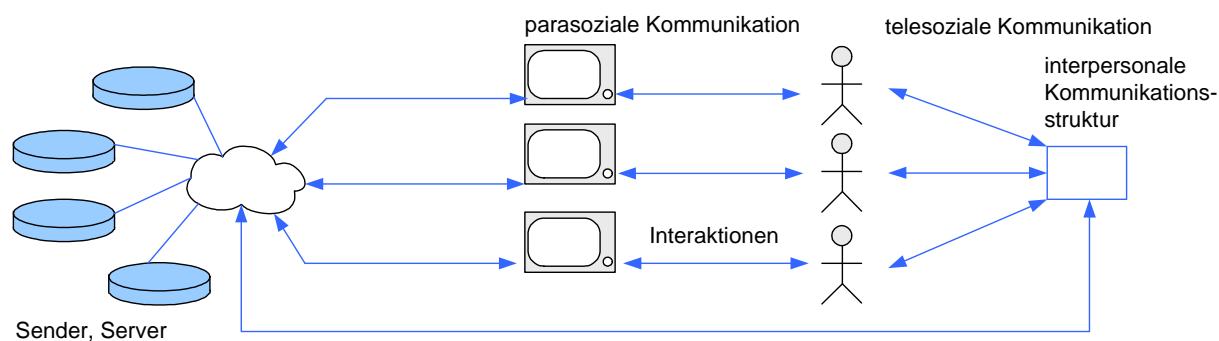 parasoziale Kommunikation
telesoziale Kommunikation
interpersonale
Kommunikations-
struktur
Interaktionen
Sender, Server